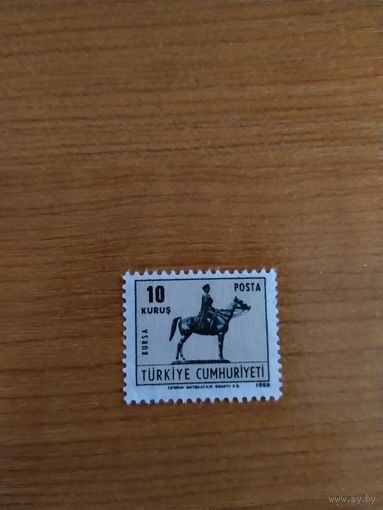 10
KURUŞ
POSTA
BURSA
TÜRKİYE CUMHURİYETİ
1969
www.ay.by